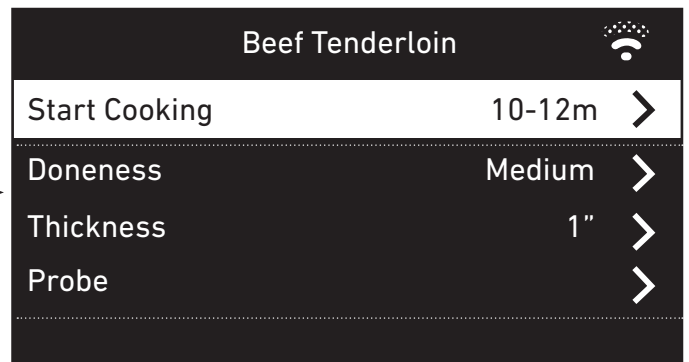 Beef Tenderloin
Start Cooking 10-12m
Doneness Medium
Thickness 1”
Probe